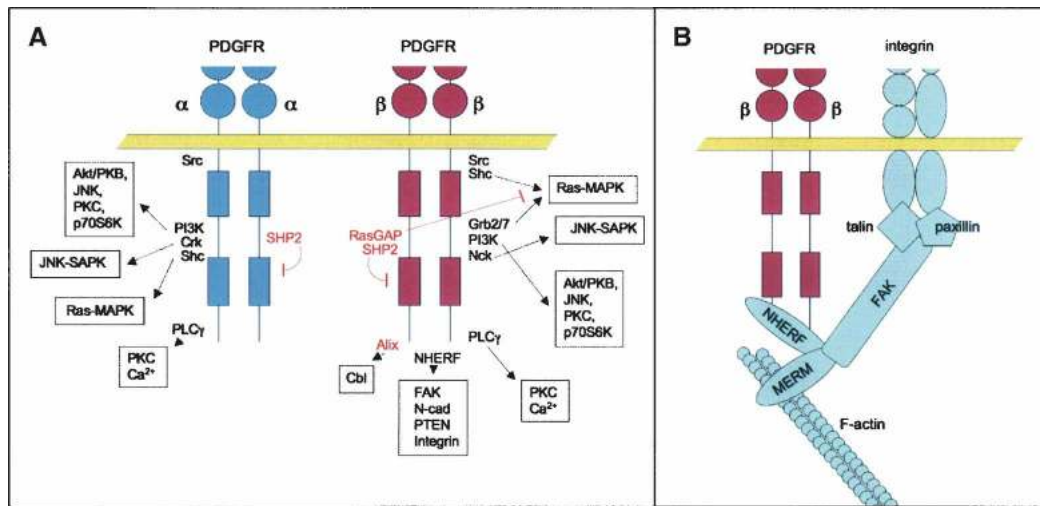 A
PDGFR
α
α
Src
Akt/PKB,
JNK,
PKC,
p70S6K
PI3K
Crk
Shc
JNK-SAPK
Ras-MAPK
SHP2
PLCγ
PKC
Ca²⁺
PDGFR
β
β
Src
Shc
Ras-MAPK
Grb2/7
PI3K
Nck
JNK-SAPK
RasGAP
SHP2
Akt/PKB,
JNK,
PKC,
p70S6K
Alix
Cbl
NHERF
FAK
N-cad
PTEN
Integrin
PLCγ
PKC
Ca²⁺
B
PDGFR
β
β
integrin
talin
paxillin
FAK
NHERF
MERM
F-actin